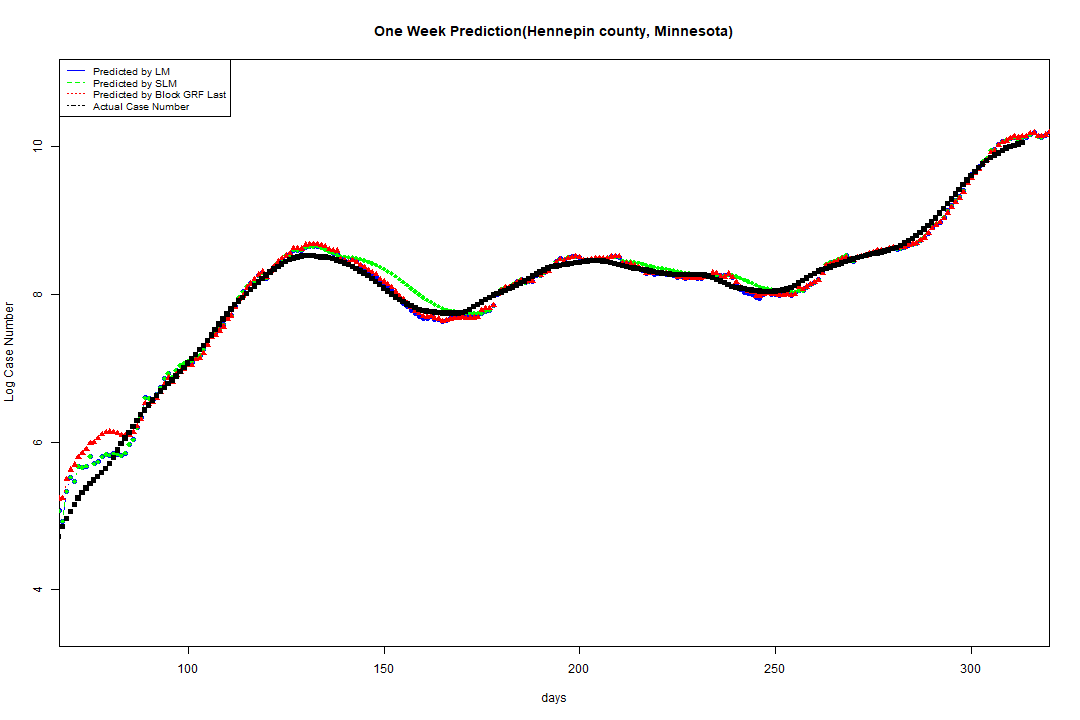 One Week Prediction(Hennepin county, Minnesota)
Predicted by LM
Predicted by SLM
Predicted by Block GRF Last
Actual Case Number
10
8
6
4
Log Case Number
100 150 200 250 300
days